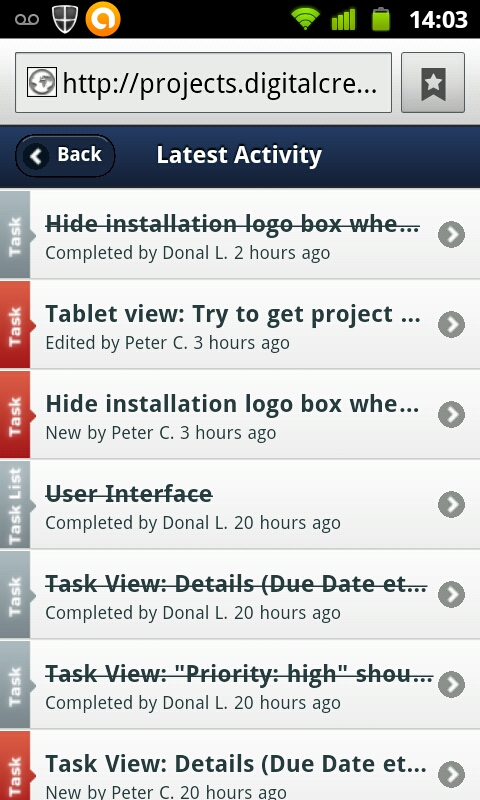 14:03
http://projects.digitalcre...
Back
Latest Activity
Task
Hide installation logo box whe...
Completed by Donal L. 2 hours ago
Task
Tablet view: Try to get project ...
Edited by Peter C. 3 hours ago
Task
Hide installation logo box whe...
New by Peter C. 3 hours ago
Task List
User Interface
Completed by Donal L. 20 hours ago
Task
Task View: Details (Due Date et...
Completed by Donal L. 20 hours ago
Task
Task View: "Priority: high" shou...
Completed by Donal L. 20 hours ago
Task
Task View: Details (Due Date et...
New by Peter C. 20 hours ago